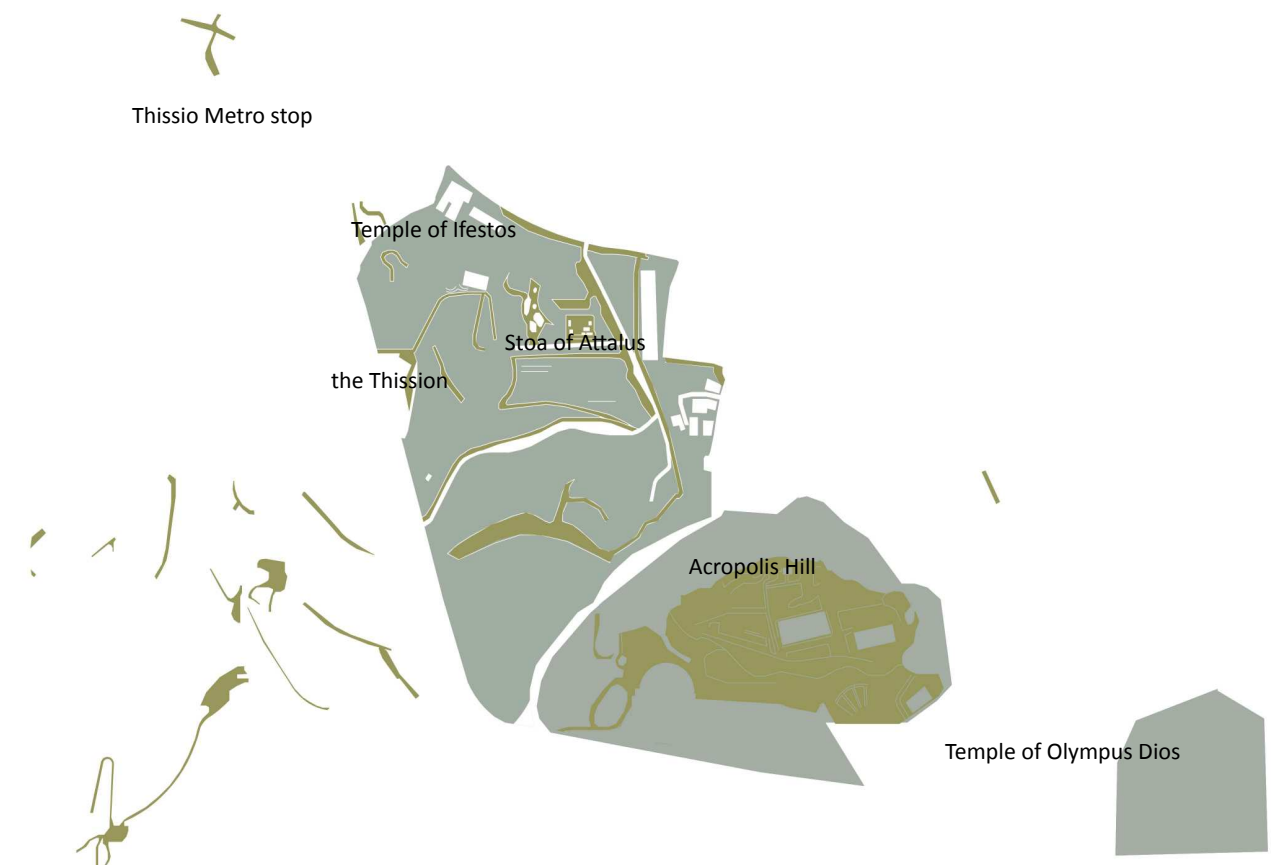 Thissio Metro stop
Temple of Ifestos
Stoa of Attalus
the Thission
Acropolis Hill
Temple of Olympus Dios